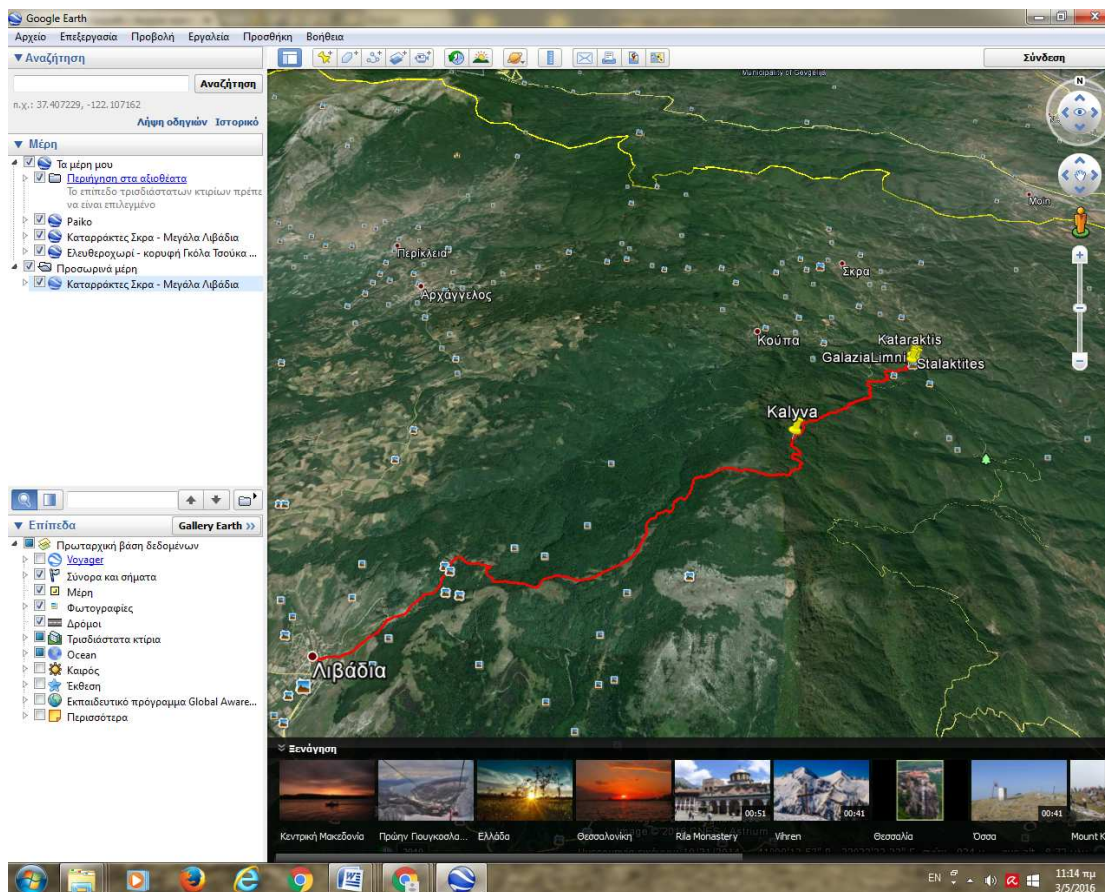 Google Earth
Αρχείο Επεξεργασία Προβολή Εργαλεία Προσθήκη Βοήθεια
Αναζήτηση
Αναζήτηση
π.χ.: 37.407229, -122.107162
Λήψη οδηγιών Ιστορικό
Μέρη
Τα μέρη μου
Περιήγηση στα αξιοθέατα
Το επίπεδο τρισδιάστατων κτιρίων πρέπε
να είναι επιλεγμένο
Paiko
Καταρράκτες Σκρα - Μεγάλα Λιβάδια
Ελευθεροχωρί - κορυφή Γκόλα Τσούκα ...
Προσωρινά μέρη
Καταρράκτες Σκρα - Μεγάλα Λιβάδια
Επίπεδα
Gallery Earth »
Πρωταρχική βάση δεδομένων
Voyager
Σύνορα και σήματα
Μέρη
Φωτογραφίες
Δρόμοι
Τρισδιάστατα κτίρια
Ocean
Καιρός
Έκθεση
Εκπαιδευτικό πρόγραμμα Global Aware...
Περισσότερα
Σύνδεση
Municipality of Gevgelija
N
Μοιn
Περίκλεια
Σκρα
Αρχάγγελος
Κούπα
Kataraktis
GalaziaLimni
Stalaktites
Kalyva
Λιβάδια
Ξενάγηση
00:51
00:41
00:41
Κεντρική Μακεδονία
Πρώην Γιουγκοσλα...
Ελλάδα
Θεσσαλονίκη
Rila Monastery
Vihren
Θεσσαλία
Όσσα
Mount K
EN
11:14 πμ
3/5/2016